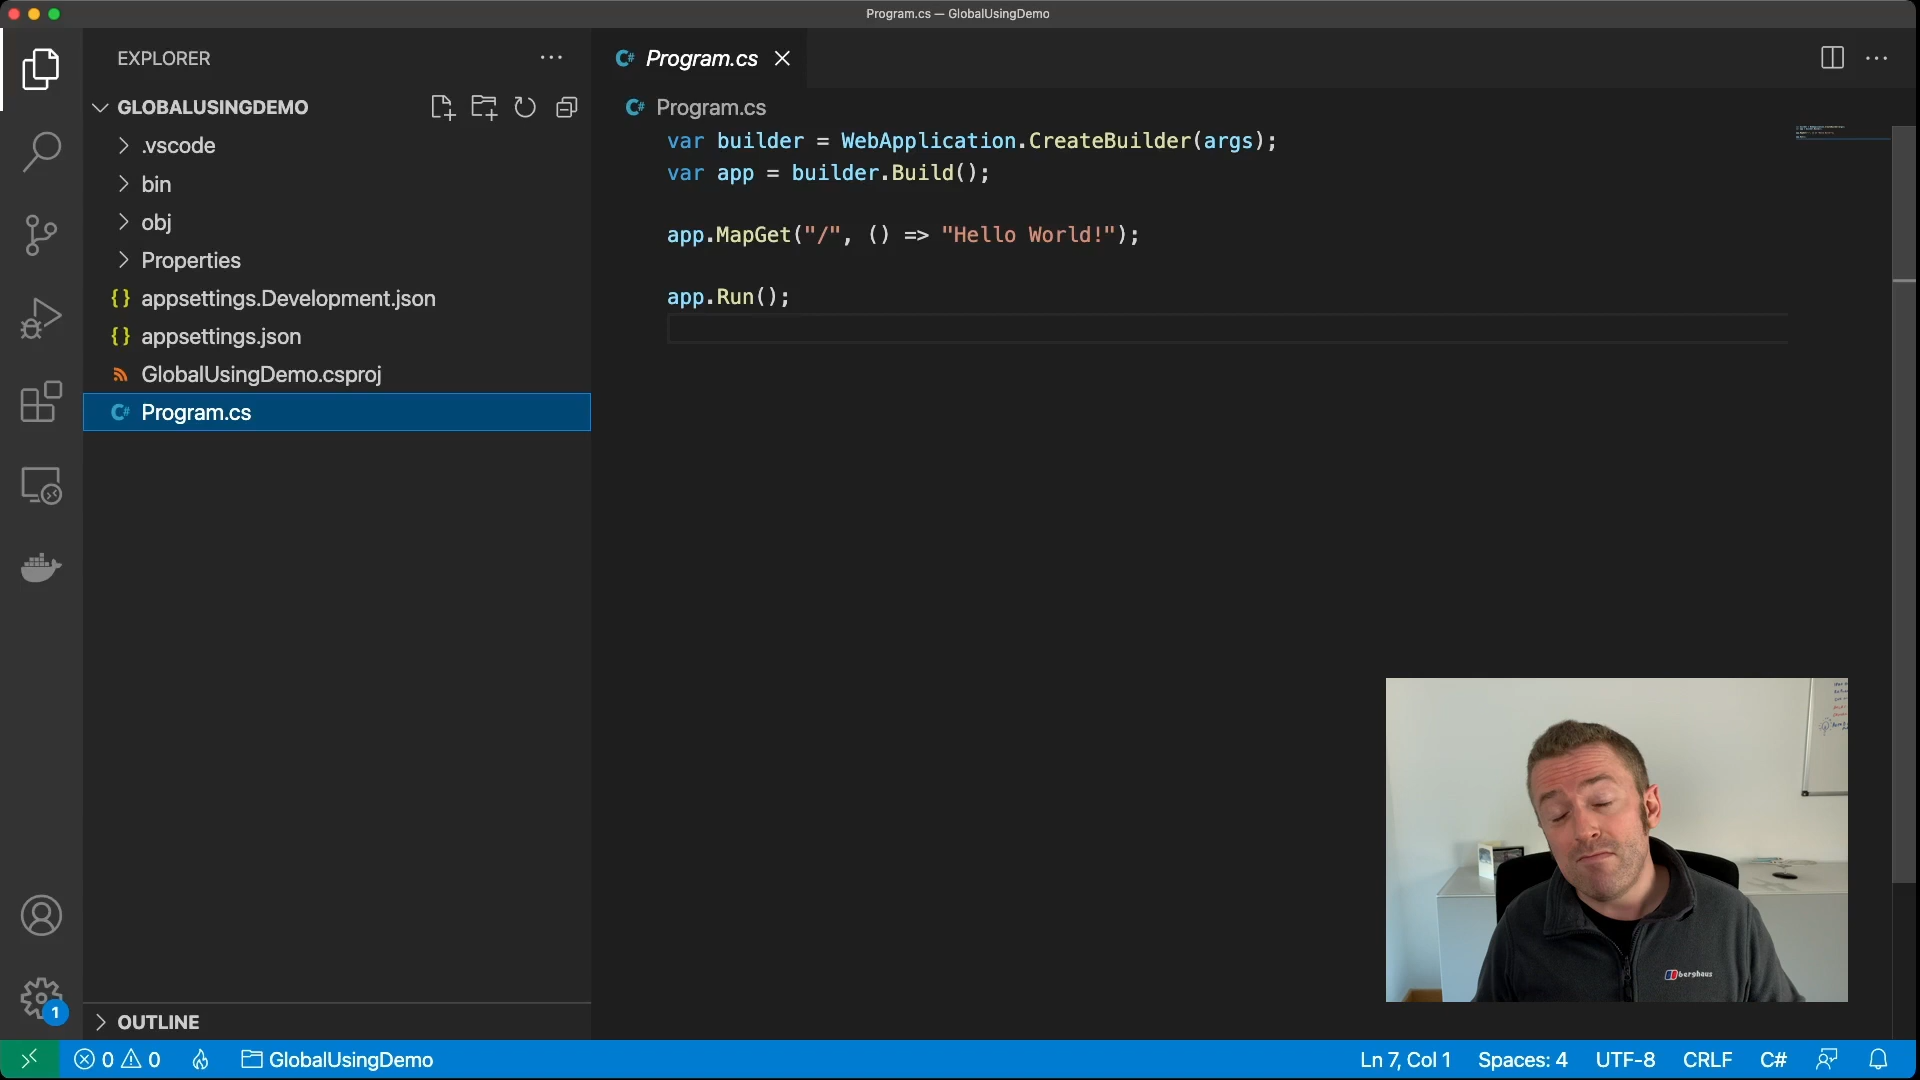 Program.cs — GlobalUsingDemo
EXPLORER
GLOBALUSINGDEMO
.vscode
bin
obj
Properties
{} appsettings.Development.json
{} appsettings.json
GlobalUsingDemo.csproj
C# Program.cs
OUTLINE
C# Program.cs
C# Program.cs
var builder = WebApplication.CreateBuilder(args);
var app = builder.Build();
app.MapGet("/", () => "Hello World!");
app.Run();
berghaus
1
0 0 GlobalUsingDemo
Ln 7, Col 1 Spaces: 4 UTF-8 CRLF C#